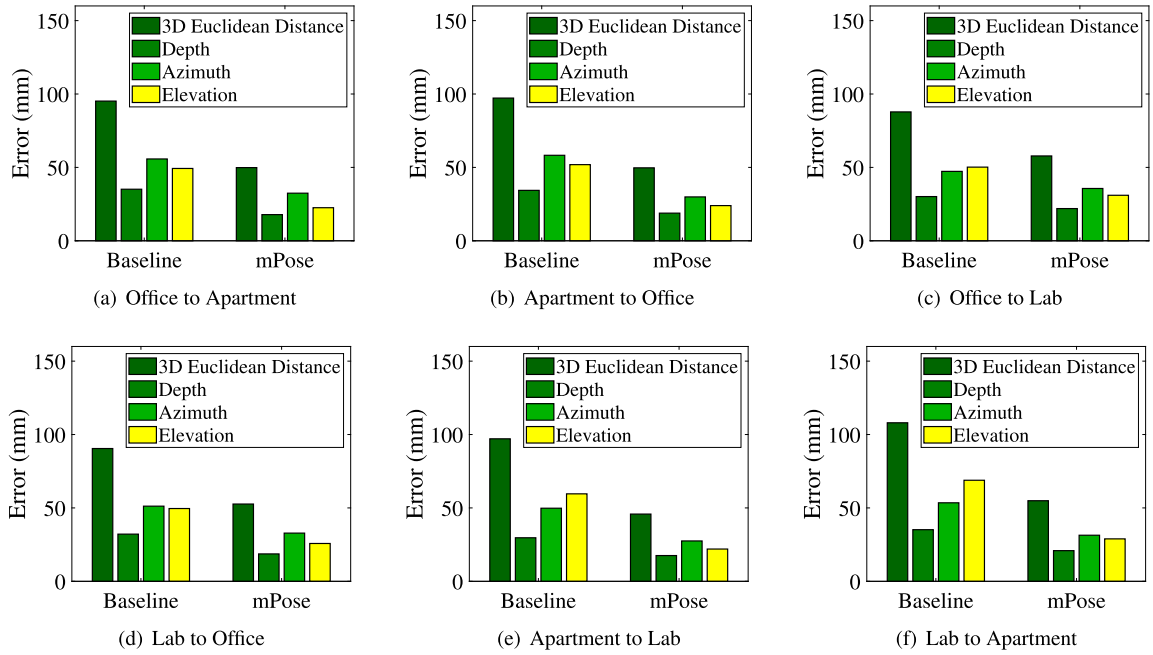 150
100
50
0
Error (mm)
3D Euclidean Distance
Depth
Azimuth
Elevation
Baseline mPose
(a) Office to Apartment
150
100
50
0
Error (mm)
3D Euclidean Distance
Depth
Azimuth
Elevation
Baseline mPose
(b) Apartment to Office
150
100
50
0
Error (mm)
3D Euclidean Distance
Depth
Azimuth
Elevation
Baseline mPose
(c) Office to Lab
150
100
50
0
Error (mm)
3D Euclidean Distance
Depth
Azimuth
Elevation
Baseline mPose
(d) Lab to Office
150
100
50
0
Error (mm)
3D Euclidean Distance
Depth
Azimuth
Elevation
Baseline mPose
(e) Apartment to Lab
150
100
50
0
Error (mm)
3D Euclidean Distance
Depth
Azimuth
Elevation
Baseline mPose
(f) Lab to Apartment